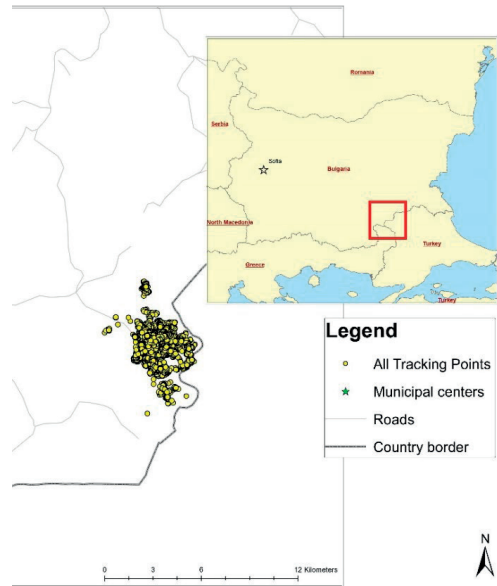 Romania
Serbia
Sofia
Bulgaria
North Macedonia
Turkey
Greece
Turkey
Legend
All Tracking Points
Municipal centers
Roads
Country border
N
0 3 6 9 12 Kilometers